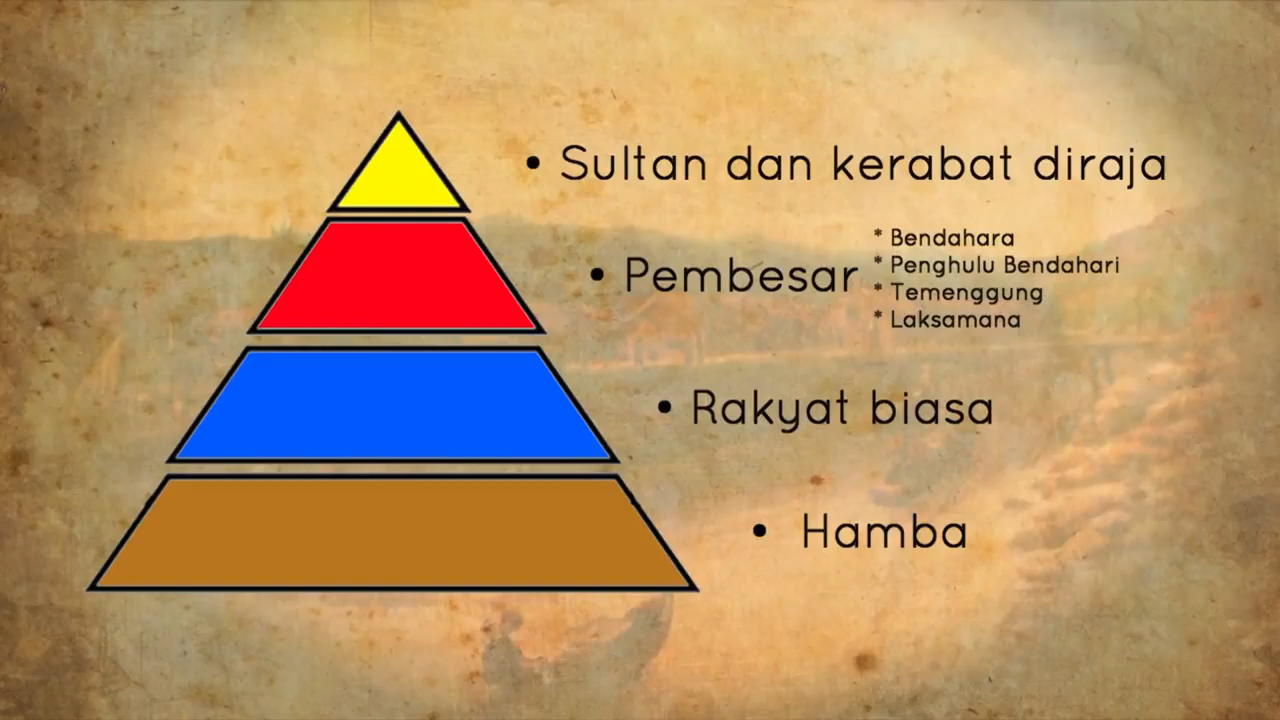 • Sultan dan kerabat diraja
• Pembesar
* Bendahara
* Penghulu Bendahari
* Temenggung
* Laksamana
• Rakyat biasa
• Hamba